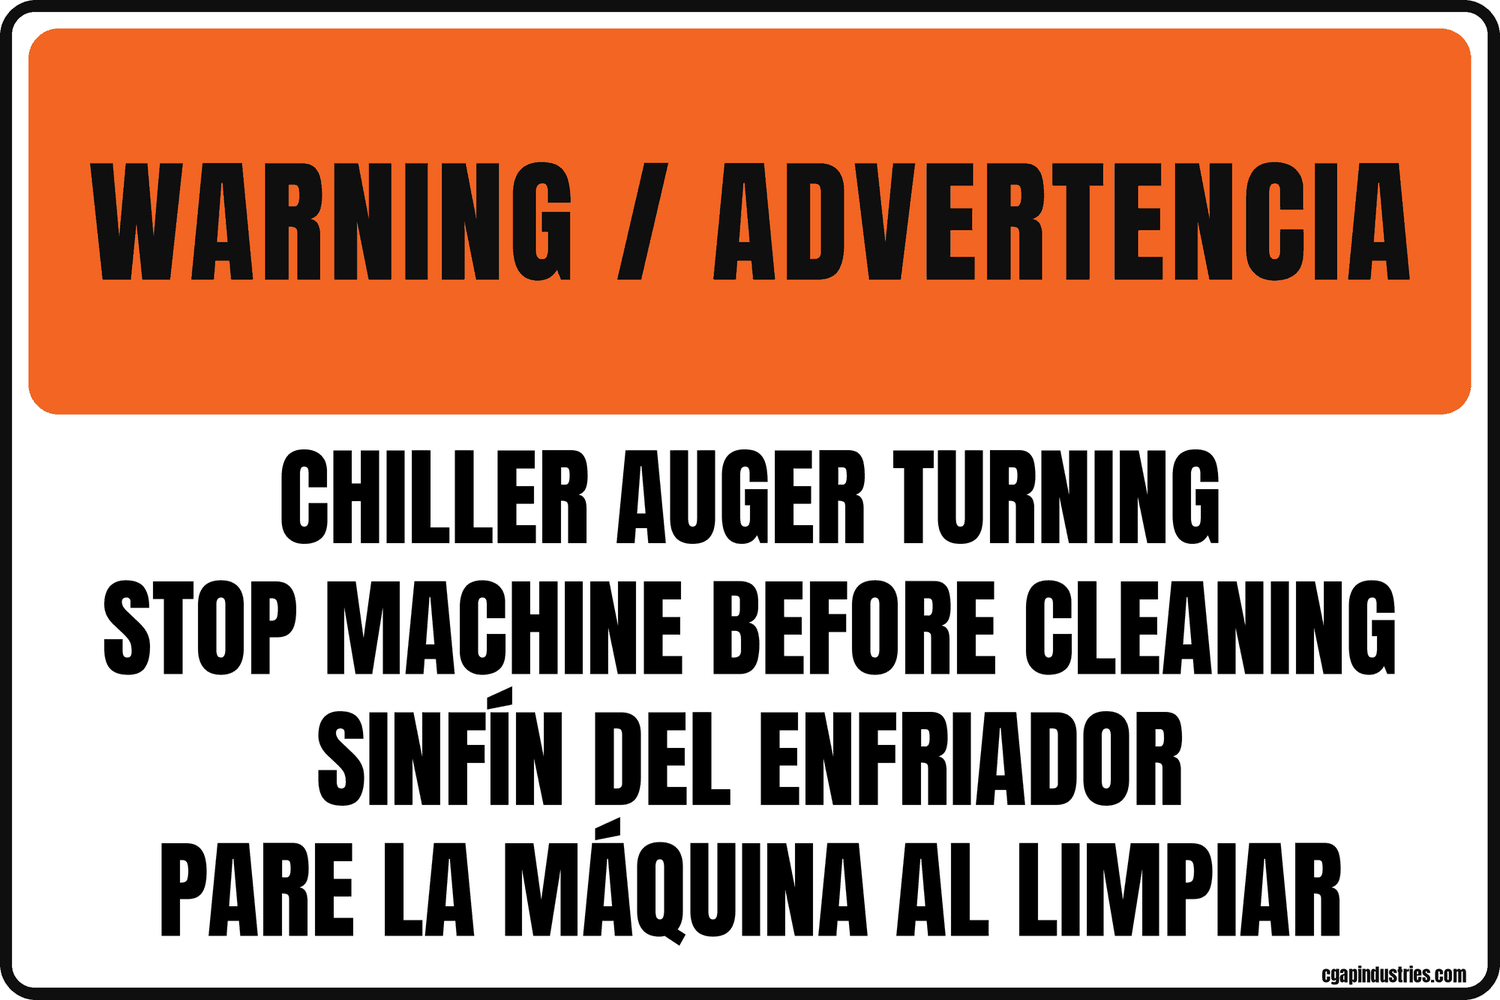 WARNING / ADVERTENCIA
CHILLER AUGER TURNING
STOP MACHINE BEFORE CLEANING
SINFÍN DEL ENFRIADOR
PARE LA MÁQUINA AL LIMPIAR
cgapindustries.com